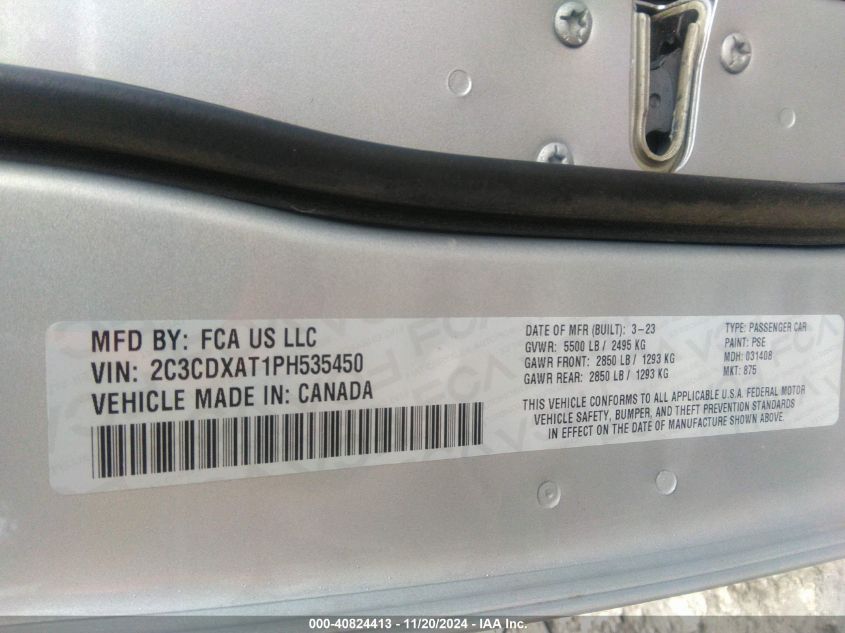 MFD BY: FCA US LLC
VIN: 2C3CDXAT1PH535450
VEHICLE MADE IN: CANADA
DATE OF MFR (BUILT): 3-23
GVWR: 5500 LB / 2495 KG
GAWR FRONT: 2850 LB / 1293 KG
GAWR REAR: 2850 LB / 1293 KG
TYPE: PASSENGER CAR
PAINT: PSE
MDH: 031408
MKT: 875
THIS VEHICLE CONFORMS TO ALL APPLICABLE U.S.A. FEDERAL MOTOR
VEHICLE SAFETY, BUMPER, AND THEFT PREVENTION STANDARDS
IN EFFECT ON THE DATE OF MANUFACTURE SHOWN ABOVE.
000-40824413 - 11/20/2024 - IAA Inc.